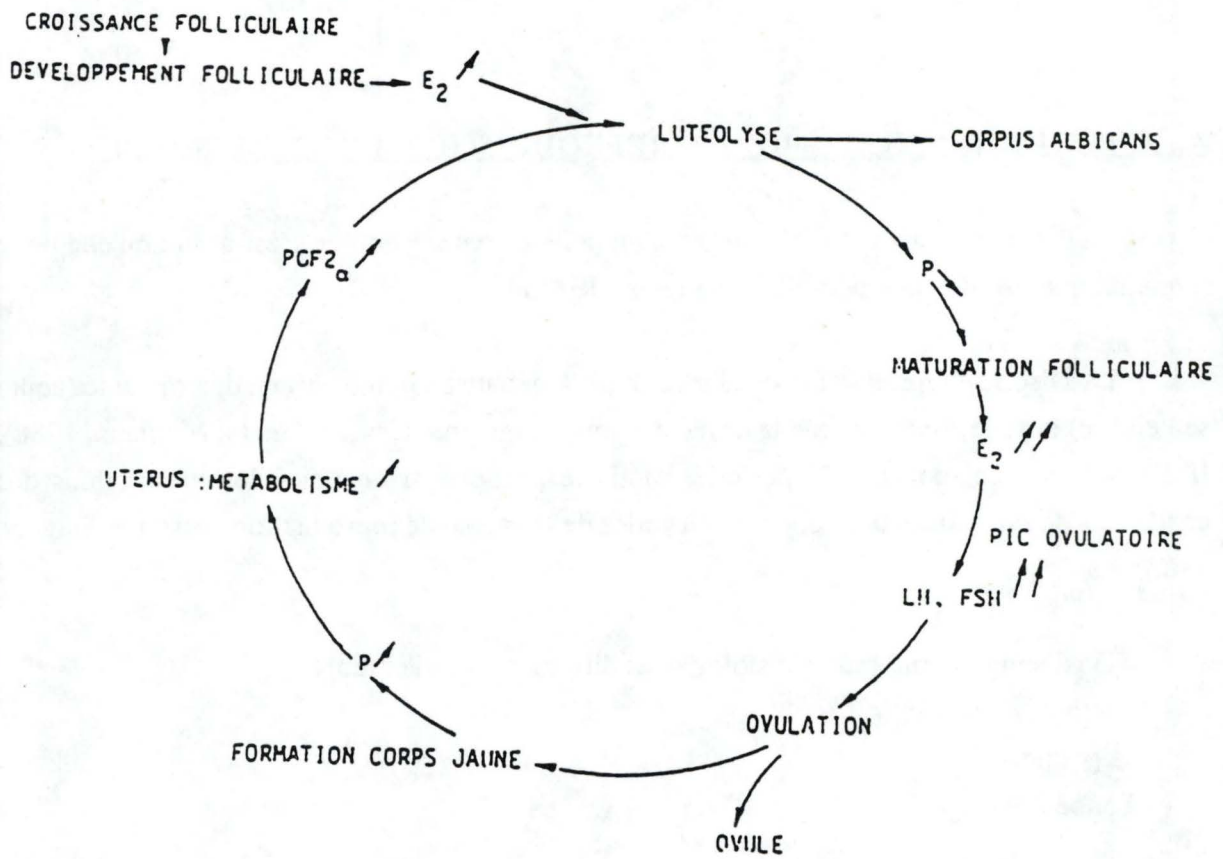 CROISSANCE FOLLICULAIRE
DEVELOPPEMENT FOLLICULAIRE
E2
LUTEOLYSE
CORPUS ALBICANS
P
MATURATION FOLLICULAIRE
E2
PIC OVULATOIRE
LH, FSH
OVULATION
OVULE
FORMATION CORPS JAUNE
P
UTERUS : METABOLISME
PGF2α